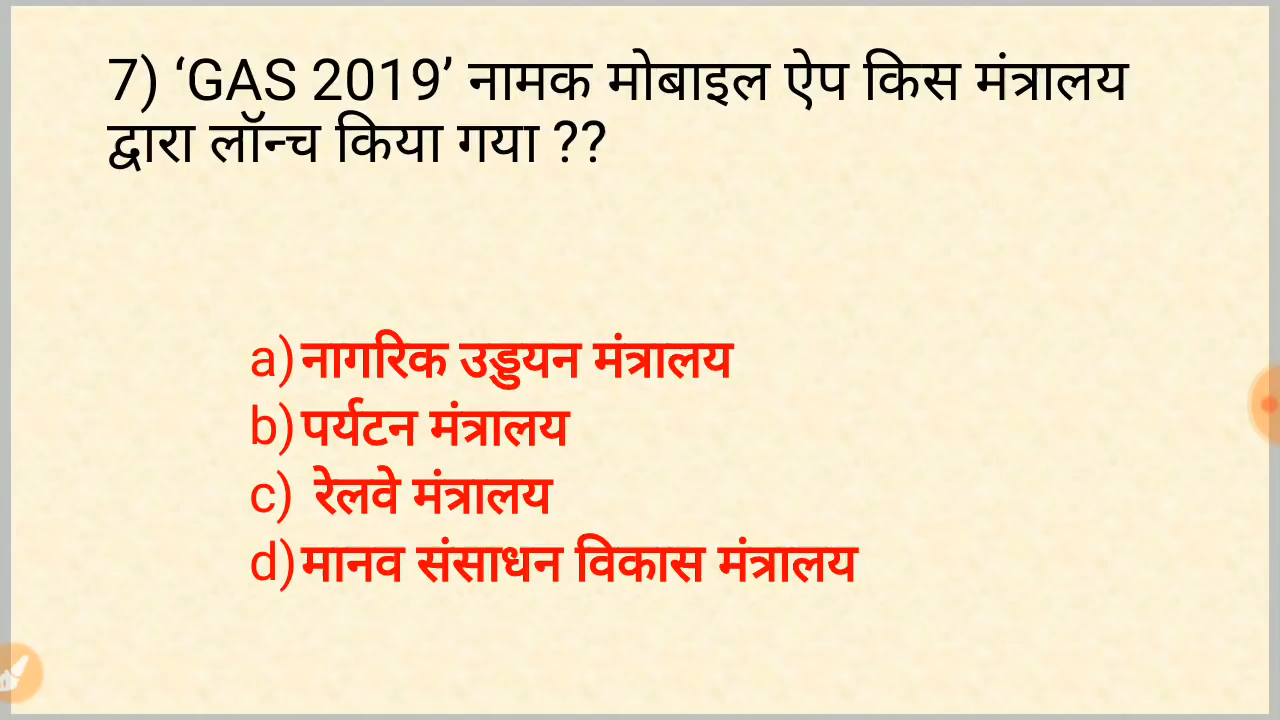 7) ‘GAS 2019’ नामक मोबाइल ऐप किस मंत्रालय
द्वारा लॉन्च किया गया ??
a) नागरिक उड्डयन मंत्रालय
b) पर्यटन मंत्रालय
c) रेलवे मंत्रालय
d) मानव संसाधन विकास मंत्रालय